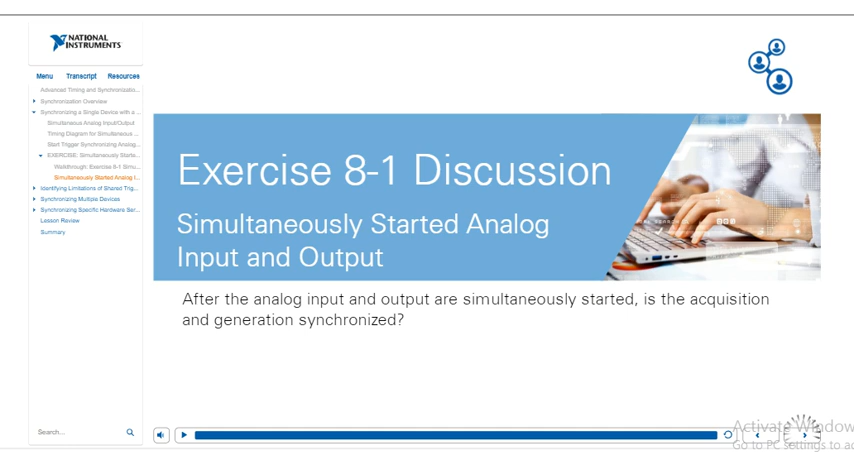 NATIONAL
INSTRUMENTS
Menu Transcript Resources
Advanced Timing and Synchronizatio...
Synchronization Overview
Synchronizing a Single Device with a ...
Simultaneous Analog Input/Output
Timing Diagram for Simultaneous ...
Start Trigger Synchronizing Analog...
EXERCISE: Simultaneously Starte...
Walkthrough: Exercise 8-1 Simu...
Simultaneously Started Analog I...
Identifying Limitations of Shared Trig...
Synchronizing Multiple Devices
Synchronizing Specific Hardware Ser...
Lesson Review
Summary
Exercise 8-1 Discussion
Simultaneously Started Analog
Input and Output
After the analog input and output are simultaneously started, is the acquisition
and generation synchronized?
Search...
Activate Window
Go to PC settings to ac